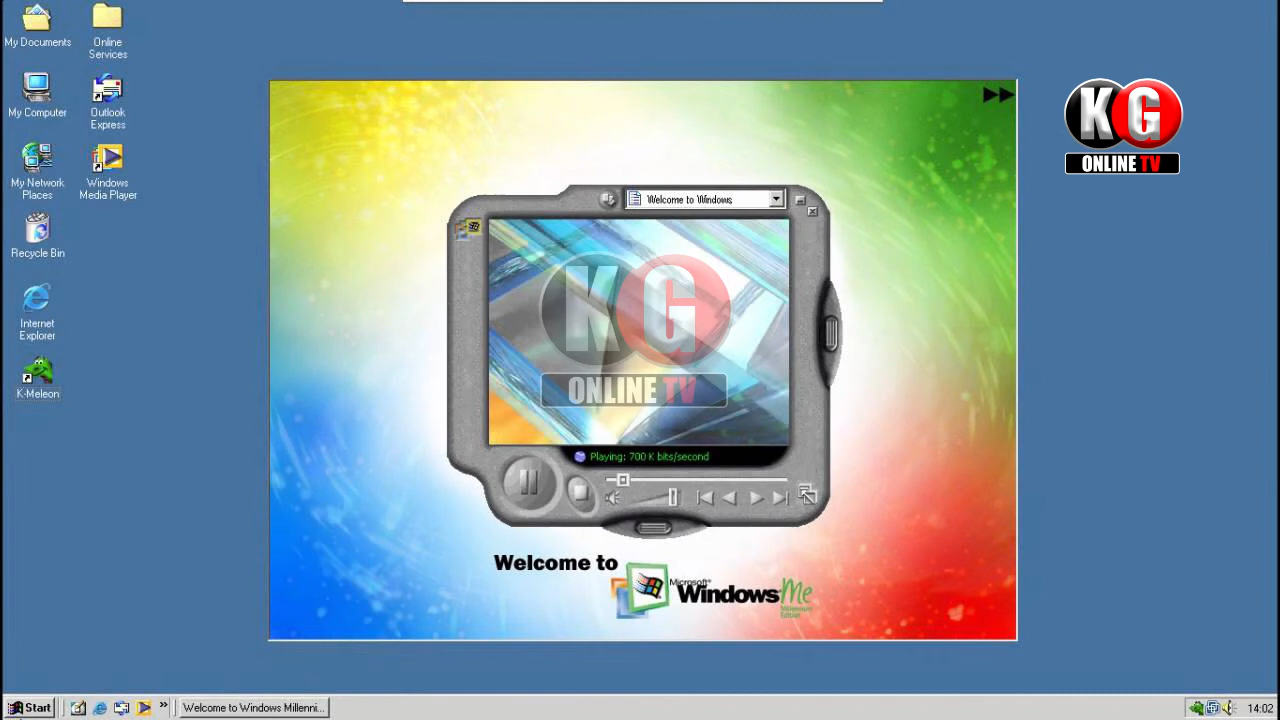 My Documents
Online
Services
My Computer
Outlook
Express
My Network
Places
Windows
Media Player
Recycle Bin
Internet
Explorer
K-Meleon
KG
ONLINE TV
Welcome to Windows
KG
ONLINE TV
Playing: 700 K bits/second
Welcome to
Microsoft®
Windows Me
Millennium
Edition
Start
Welcome to Windows Millenni...
14:02